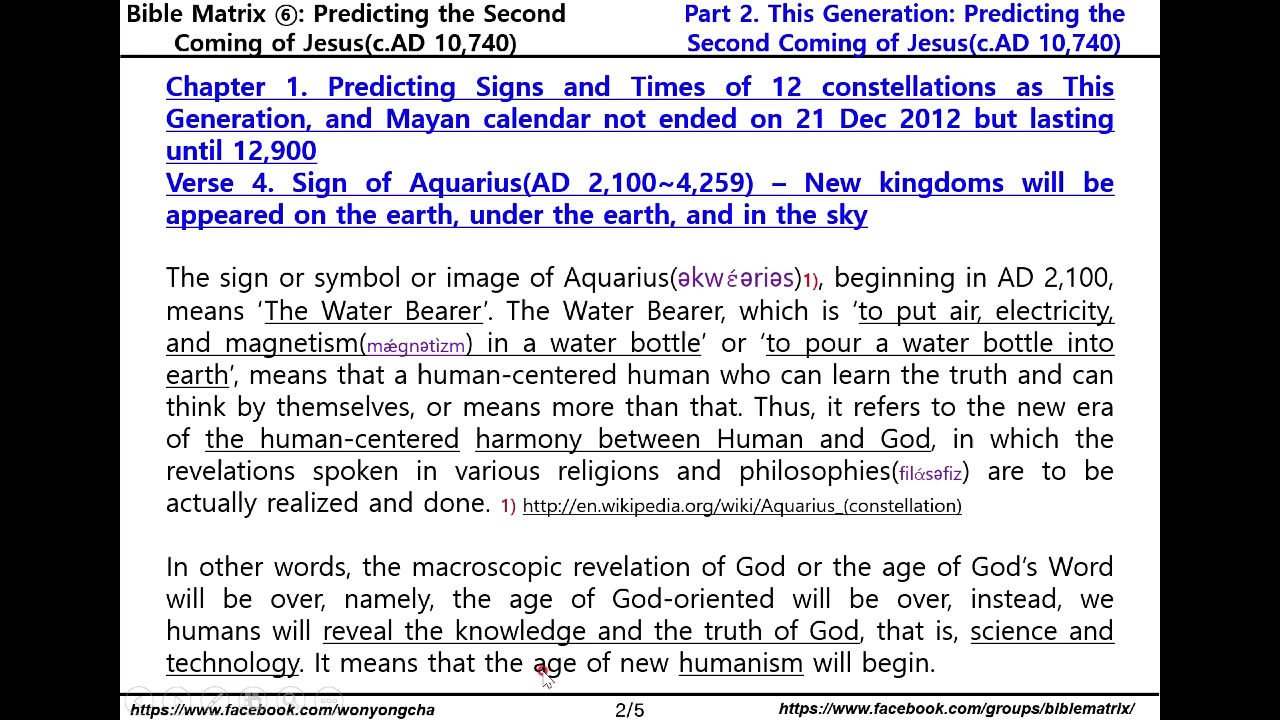 Bible Matrix ⑥: Predicting the Second
Coming of Jesus(c.AD 10,740)
Part 2. This Generation: Predicting the
Second Coming of Jesus(c.AD 10,740)
Chapter 1. Predicting Signs and Times of 12 constellations as This
Generation, and Mayan calendar not ended on 21 Dec 2012 but lasting
until 12,900
Verse 4. Sign of Aquarius(AD 2,100~4,259) – New kingdoms will be
appeared on the earth, under the earth, and in the sky
The sign or symbol or image of Aquarius(əkwɛ́əriəs)1), beginning in AD 2,100,
means ‘The Water Bearer’. The Water Bearer, which is ‘to put air, electricity,
and magnetism(mǽgnətìzm) in a water bottle’ or ‘to pour a water bottle into
earth’, means that a human-centered human who can learn the truth and can
think by themselves, or means more than that. Thus, it refers to the new era
of the human-centered harmony between Human and God, in which the
revelations spoken in various religions and philosophies(filɑ́səfiz) are to be
actually realized and done. 1) http://en.wikipedia.org/wiki/Aquarius_(constellation)
In other words, the macroscopic revelation of God or the age of God’s Word
will be over, namely, the age of God-oriented will be over, instead, we
humans will reveal the knowledge and the truth of God, that is, science and
technology. It means that the age of new humanism will begin.
https://www.facebook.com/wonyongcha
2/5
https://www.facebook.com/groups/biblematrix/